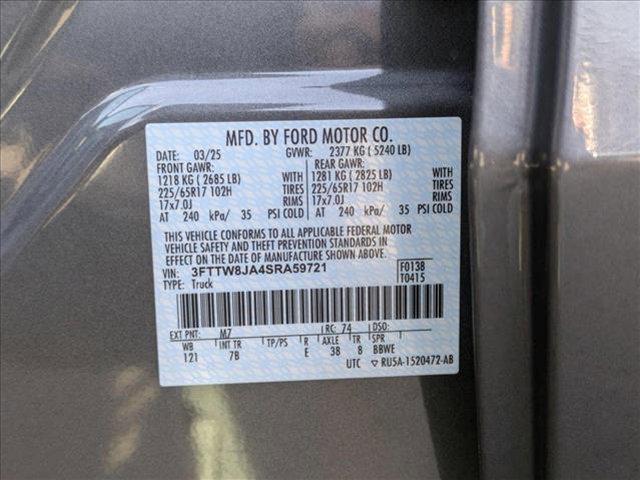 MFD. BY FORD MOTOR CO.
DATE: 03/25 GVWR: 2377 KG ( 5240 LB)
FRONT GAWR: REAR GAWR:
1218 KG ( 2685 LB) WITH 1281 KG ( 2825 LB) WITH
225/65R17 102H TIRES 225/65R17 102H TIRES
17x7.0J RIMS 17x7.0J RIMS
AT 240 kPa/ 35 PSI COLD AT 240 kPa/ 35 PSI COLD
THIS VEHICLE CONFORMS TO ALL APPLICABLE FEDERAL MOTOR
VEHICLE SAFETY AND THEFT PREVENTION STANDARDS IN
EFFECT ON THE DATE OF MANUFACTURE SHOWN ABOVE.
VIN: 3FTTW8JA4SRA59721 F0138
TYPE: Truck T0415
EXT PNT: M7 RC: 74 DSO:
WB INT TR TP/PS R AXLE TR SPR
121 7B E 38 8 BBWE
UTC ▽ RU5A-1520472-AB